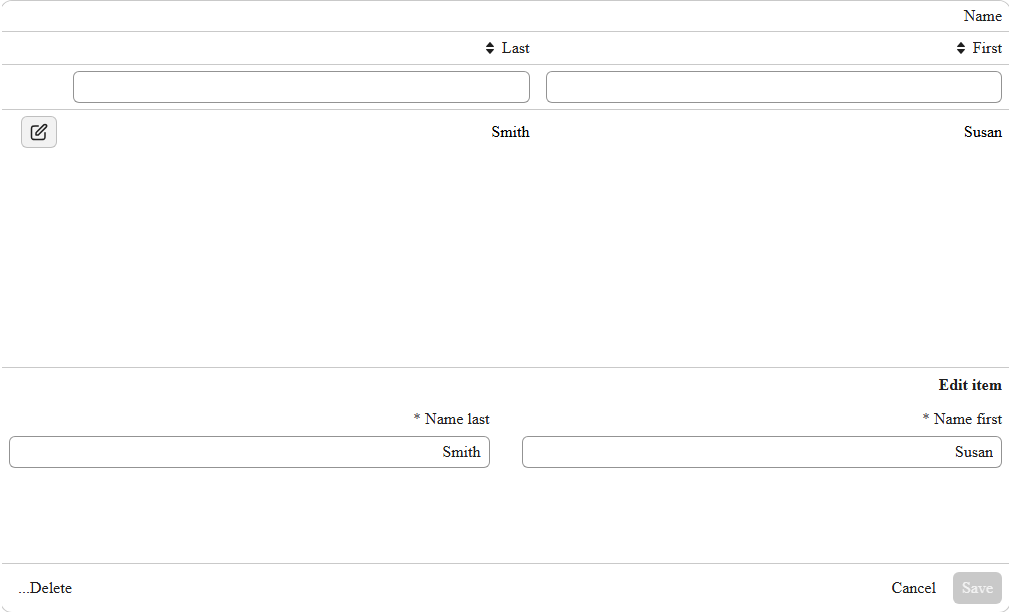 Name
First Last
Susan Smith
Edit item
* Name first * Name last
Susan Smith
Save Cancel ...Delete